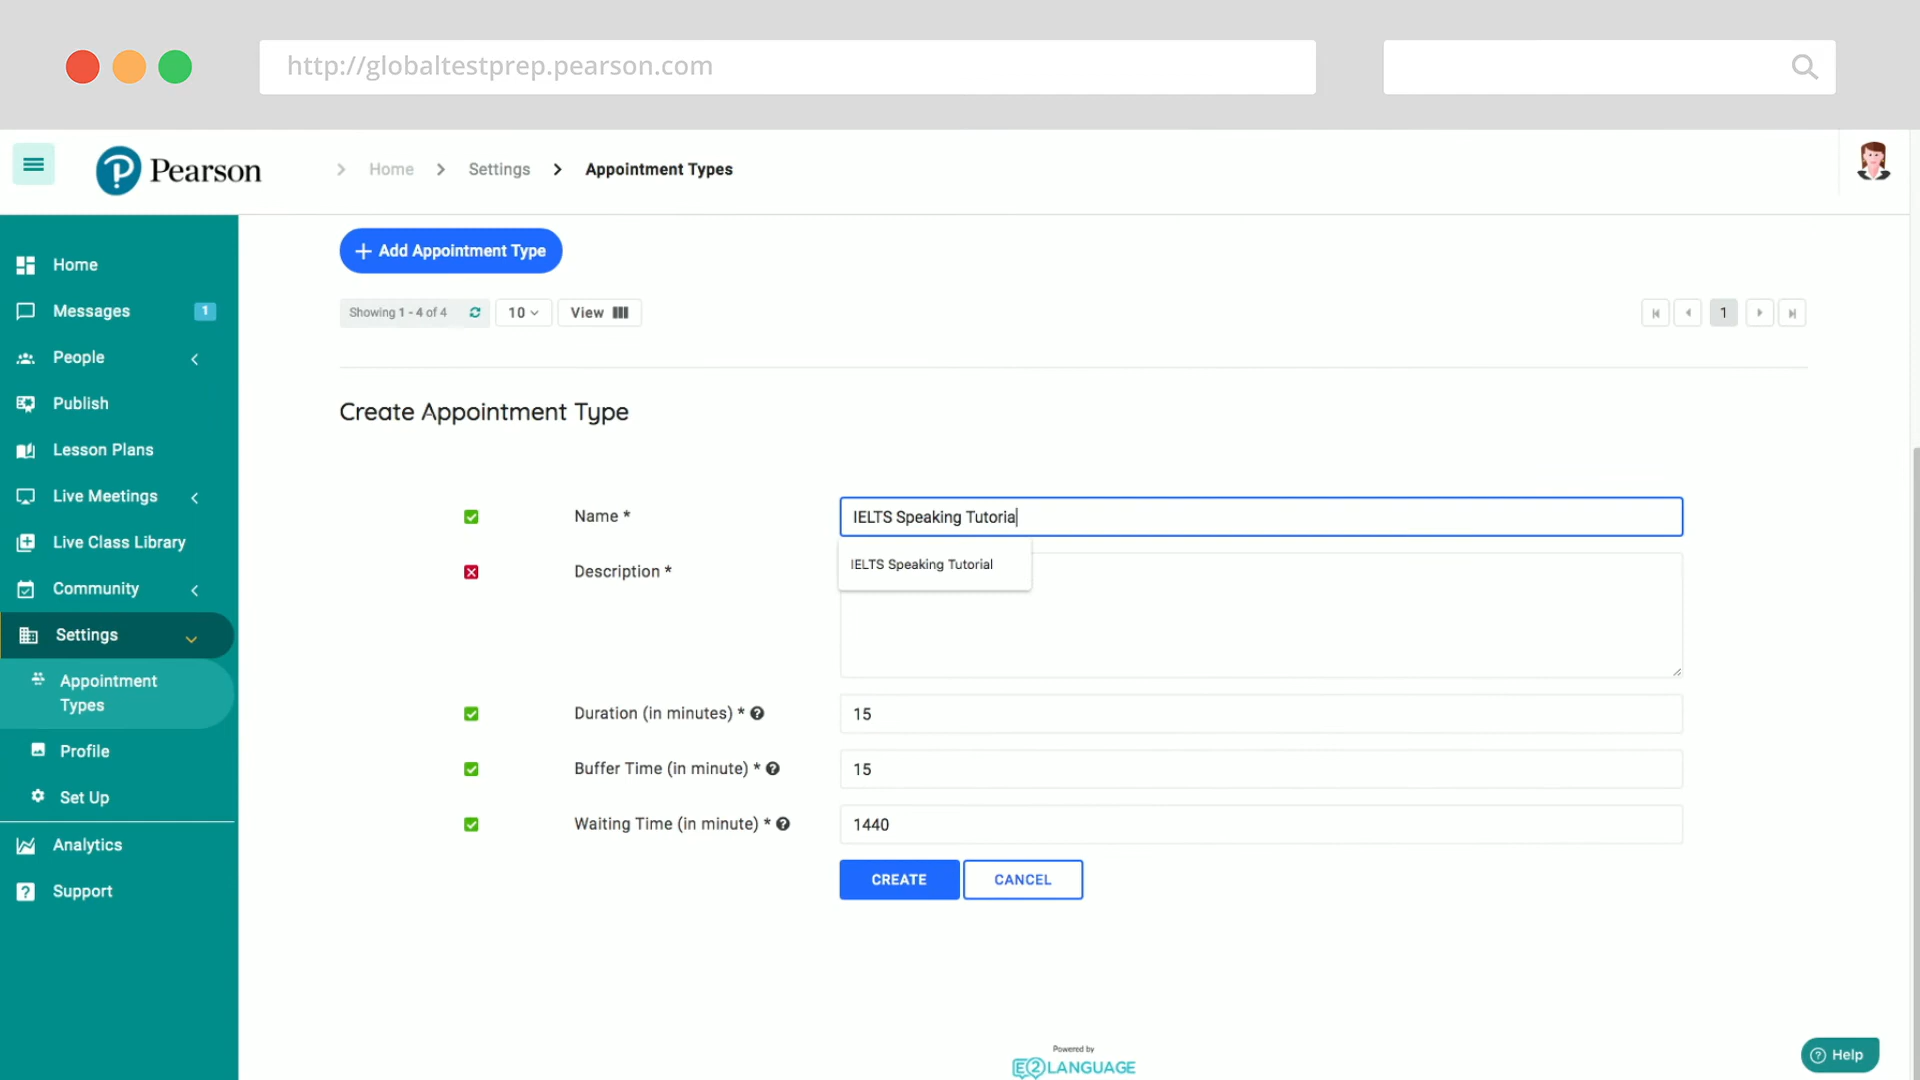 http://globaltestprep.pearson.com
Pearson
Home
Settings
Appointment Types
Home
Messages
1
People
Publish
Lesson Plans
Live Meetings
Live Class Library
Community
Settings
Appointment
Types
Profile
Set Up
Analytics
Support
+ Add Appointment Type
Showing 1 - 4 of 4
10
View
1
Create Appointment Type
Name *
IELTS Speaking Tutoria
IELTS Speaking Tutorial
Description *
Duration (in minutes) * ?
15
Buffer Time (in minute) * ?
15
Waiting Time (in minute) * ?
1440
CREATE
CANCEL
Powered by
E2LANGUAGE
? Help